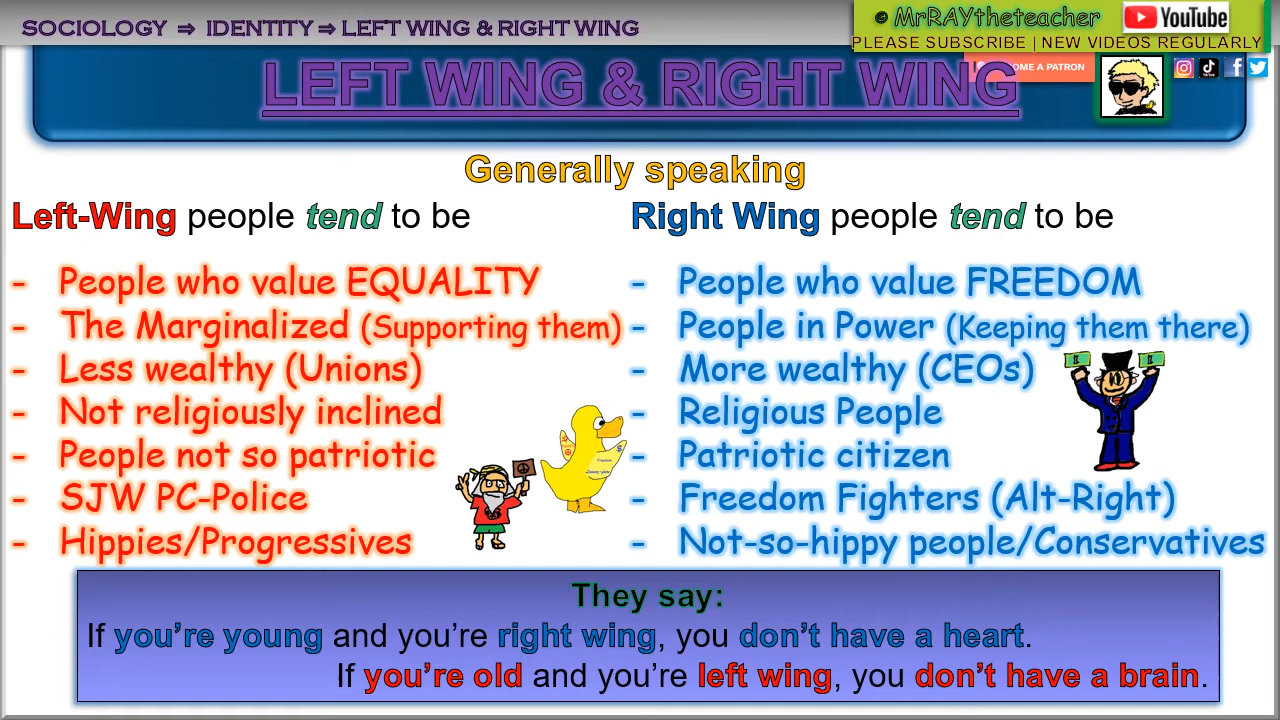 SOCIOLOGY ⇒ IDENTITY ⇒ LEFT WING & RIGHT WING
© MrRAYtheteacher YouTube
PLEASE SUBSCRIBE | NEW VIDEOS REGULARLY
OME A PATRON
LEFT WING & RIGHT WING
Generally speaking
Left-Wing people tend to be
- People who value EQUALITY
- The Marginalized (Supporting them)
- Less wealthy (Unions)
- Not religiously inclined
- People not so patriotic
- SJW PC-Police
- Hippies/Progressives
Right Wing people tend to be
- People who value FREEDOM
- People in Power (Keeping them there)
- More wealthy (CEOs)
- Religious People
- Patriotic citizen
- Freedom Fighters (Alt-Right)
- Not-so-hippy people/Conservatives
They say:
If you’re young and you’re right wing, you don’t have a heart.
If you’re old and you’re left wing, you don’t have a brain.